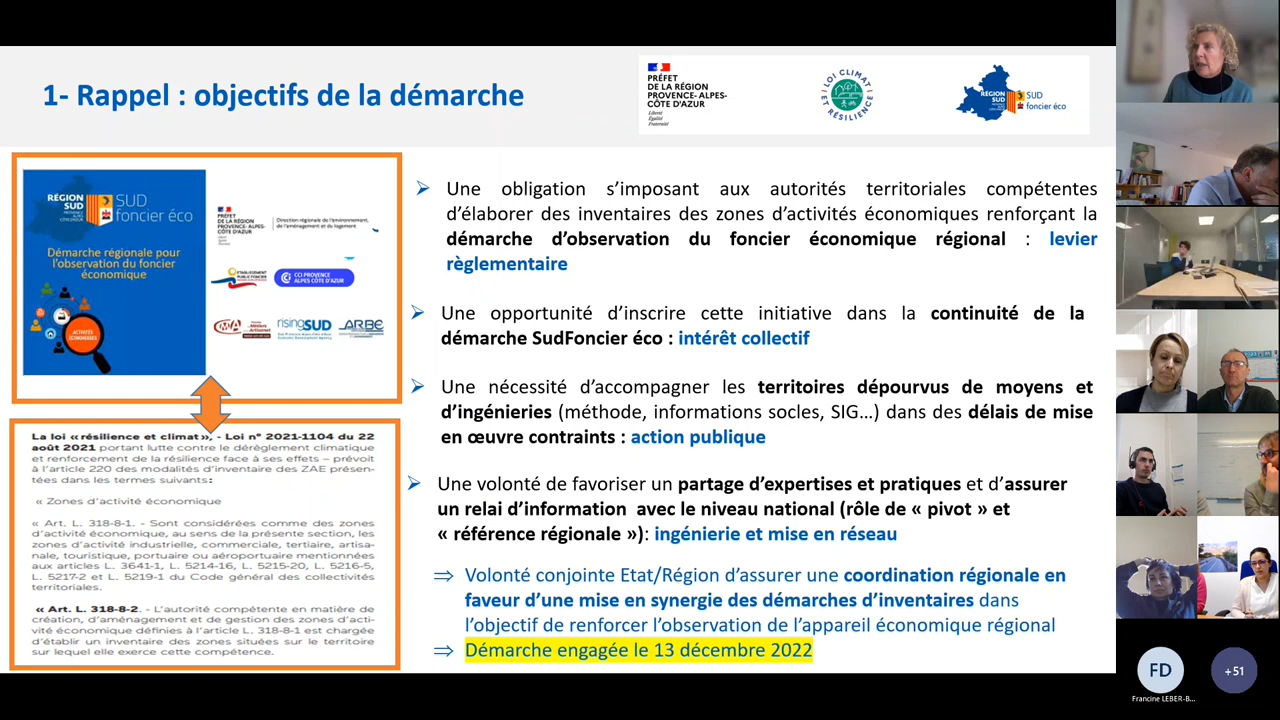 1- Rappel : objectifs de la démarche
PRÉFET
DE LA RÉGION
PROVENCE- ALPES-
CÔTE D'AZUR
Liberté
Égalité
Fraternité
LOI CLIMAT
ET RÉSILIENCE
RÉGION
SUD
SUD
foncier éco
RÉGION
SUD
SUD
foncier éco
Démarche régionale pour
l'observation du foncier
économique
ACTIVITÉS
ÉCONOMIQUES
PRÉFET
DE LA RÉGION
PROVENCE- ALPES-
CÔTE D'AZUR
Direction régionale de l'environnement,
de l'aménagement et du logement
ETABLISSEMENT
PUBLIC FONCIER
CCI PROVENCE
ALPES CÔTE D'AZUR
CMA
risingSUD
ARBE
La loi « résilience et climat », - Loi n° 2021-1104 du 22
août 2021 portant lutte contre le dérèglement climatique
et renforcement de la résilience face à ses effets – prévoit
à l'article 220 des modalités d'inventaire des ZAE présen-
tées dans les termes suivants :
« Zones d'activité économique
« Art. L. 318-8-1. - Sont considérées comme des zones
d'activité économique, au sens de la présente section, les
zones d'activité industrielle, commerciale, tertiaire, artisa-
nale, touristique, portuaire ou aéroportuaire mentionnées
aux articles L. 3641-1, L. 5214-16, L. 5215-20, L. 5216-5,
L. 5217-2 et L. 5219-1 du Code général des collectivités
territoriales.
« Art. L. 318-8-2. - L'autorité compétente en matière de
création, d'aménagement et de gestion des zones d'acti-
vité économique définies à l'article L. 318-8-1 est chargée
d'établir un inventaire des zones situées sur le territoire
sur lequel elle exerce cette compétence.
➢ Une obligation s'imposant aux autorités territoriales compétentes
d'élaborer des inventaires des zones d'activités économiques renforçant la
démarche d'observation du foncier économique régional : levier
règlementaire
➢ Une opportunité d'inscrire cette initiative dans la continuité de la
démarche SudFoncier éco : intérêt collectif
➢ Une nécessité d'accompagner les territoires dépourvus de moyens et
d'ingénieries (méthode, informations socles, SIG…) dans des délais de mise
en œuvre contraints : action publique
➢ Une volonté de favoriser un partage d'expertises et pratiques et d'assurer
un relai d'information avec le niveau national (rôle de « pivot » et
« référence régionale »): ingénierie et mise en réseau
⇒ Volonté conjointe Etat/Région d'assurer une coordination régionale en
faveur d'une mise en synergie des démarches d'inventaires dans
l'objectif de renforcer l'observation de l'appareil économique régional
⇒ Démarche engagée le 13 décembre 2022
FD
Francine LEBER-B...
+51